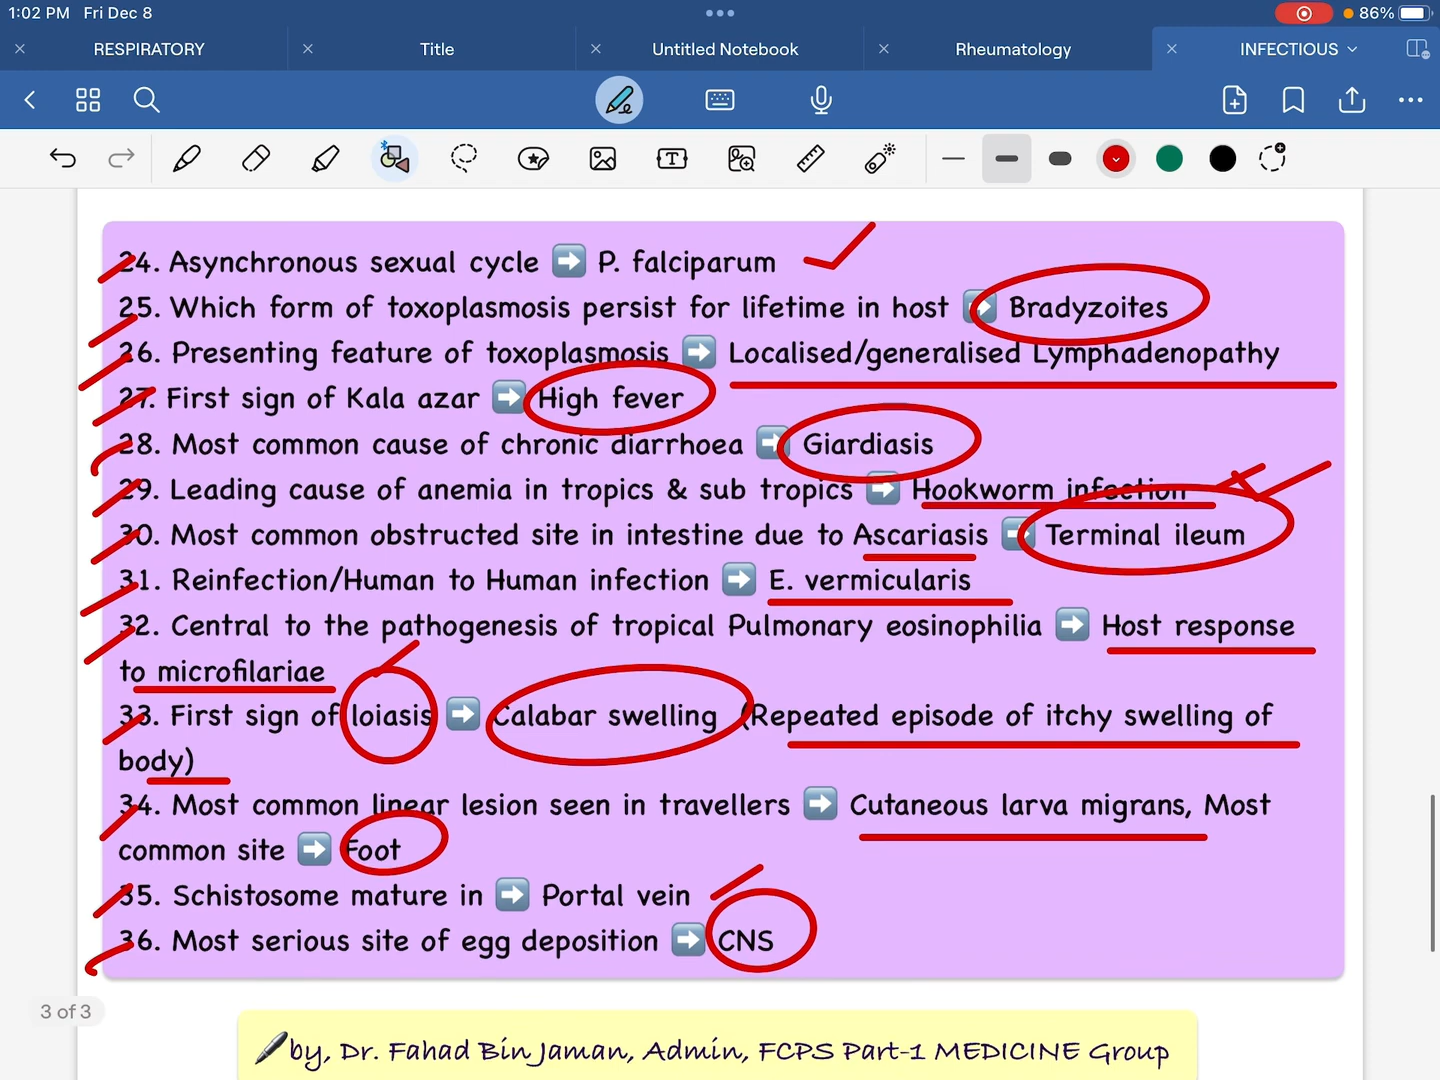 1:02 PM Fri Dec 8
86%
RESPIRATORY
Title
Untitled Notebook
Rheumatology
INFECTIOUS
24. Asynchronous sexual cycle ➡️ P. falciparum
25. Which form of toxoplasmosis persist for lifetime in host ➡️ Bradyzoites
26. Presenting feature of toxoplasmosis ➡️ Localised/generalised Lymphadenopathy
27. First sign of Kala azar ➡️ High fever
28. Most common cause of chronic diarrhoea ➡️ Giardiasis
29. Leading cause of anemia in tropics & sub tropics ➡️ Hookworm infection
30. Most common obstructed site in intestine due to Ascariasis ➡️ Terminal ileum
31. Reinfection/Human to Human infection ➡️ E. vermicularis
32. Central to the pathogenesis of tropical Pulmonary eosinophilia ➡️ Host response
to microfilariae
33. First sign of loiasis ➡️ Calabar swelling (Repeated episode of itchy swelling of
body)
34. Most common linear lesion seen in travellers ➡️ Cutaneous larva migrans, Most
common site ➡️ Foot
35. Schistosome mature in ➡️ Portal vein
36. Most serious site of egg deposition ➡️ CNS
3 of 3
by, Dr. Fahad Bin Jaman, Admin, FCPS Part-1 MEDICINE Group